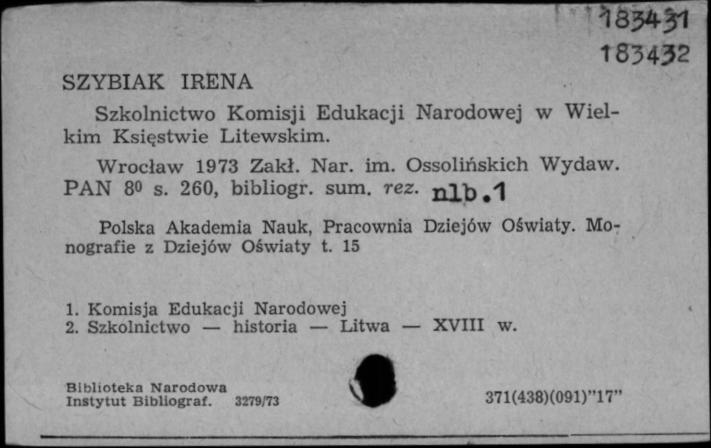 183431
183432
SZYBIAK IRENA
Szkolnictwo Komisji Edukacji Narodowej w Wiel-
kim Księstwie Litewskim.
Wrocław 1973 Zakł. Nar. im. Ossolińskich Wydaw.
PAN 8⁰ s. 260, bibliogr. sum. rez. nlb.1
Polska Akademia Nauk, Pracownia Dziejów Oświaty. Mo-
nografie z Dziejów Oświaty t. 15
1. Komisja Edukacji Narodowej
2. Szkolnictwo — historia — Litwa — XVIII w.
Biblioteka Narodowa
Instytut Bibliograf. 3279/73 371(438)(091)"17"